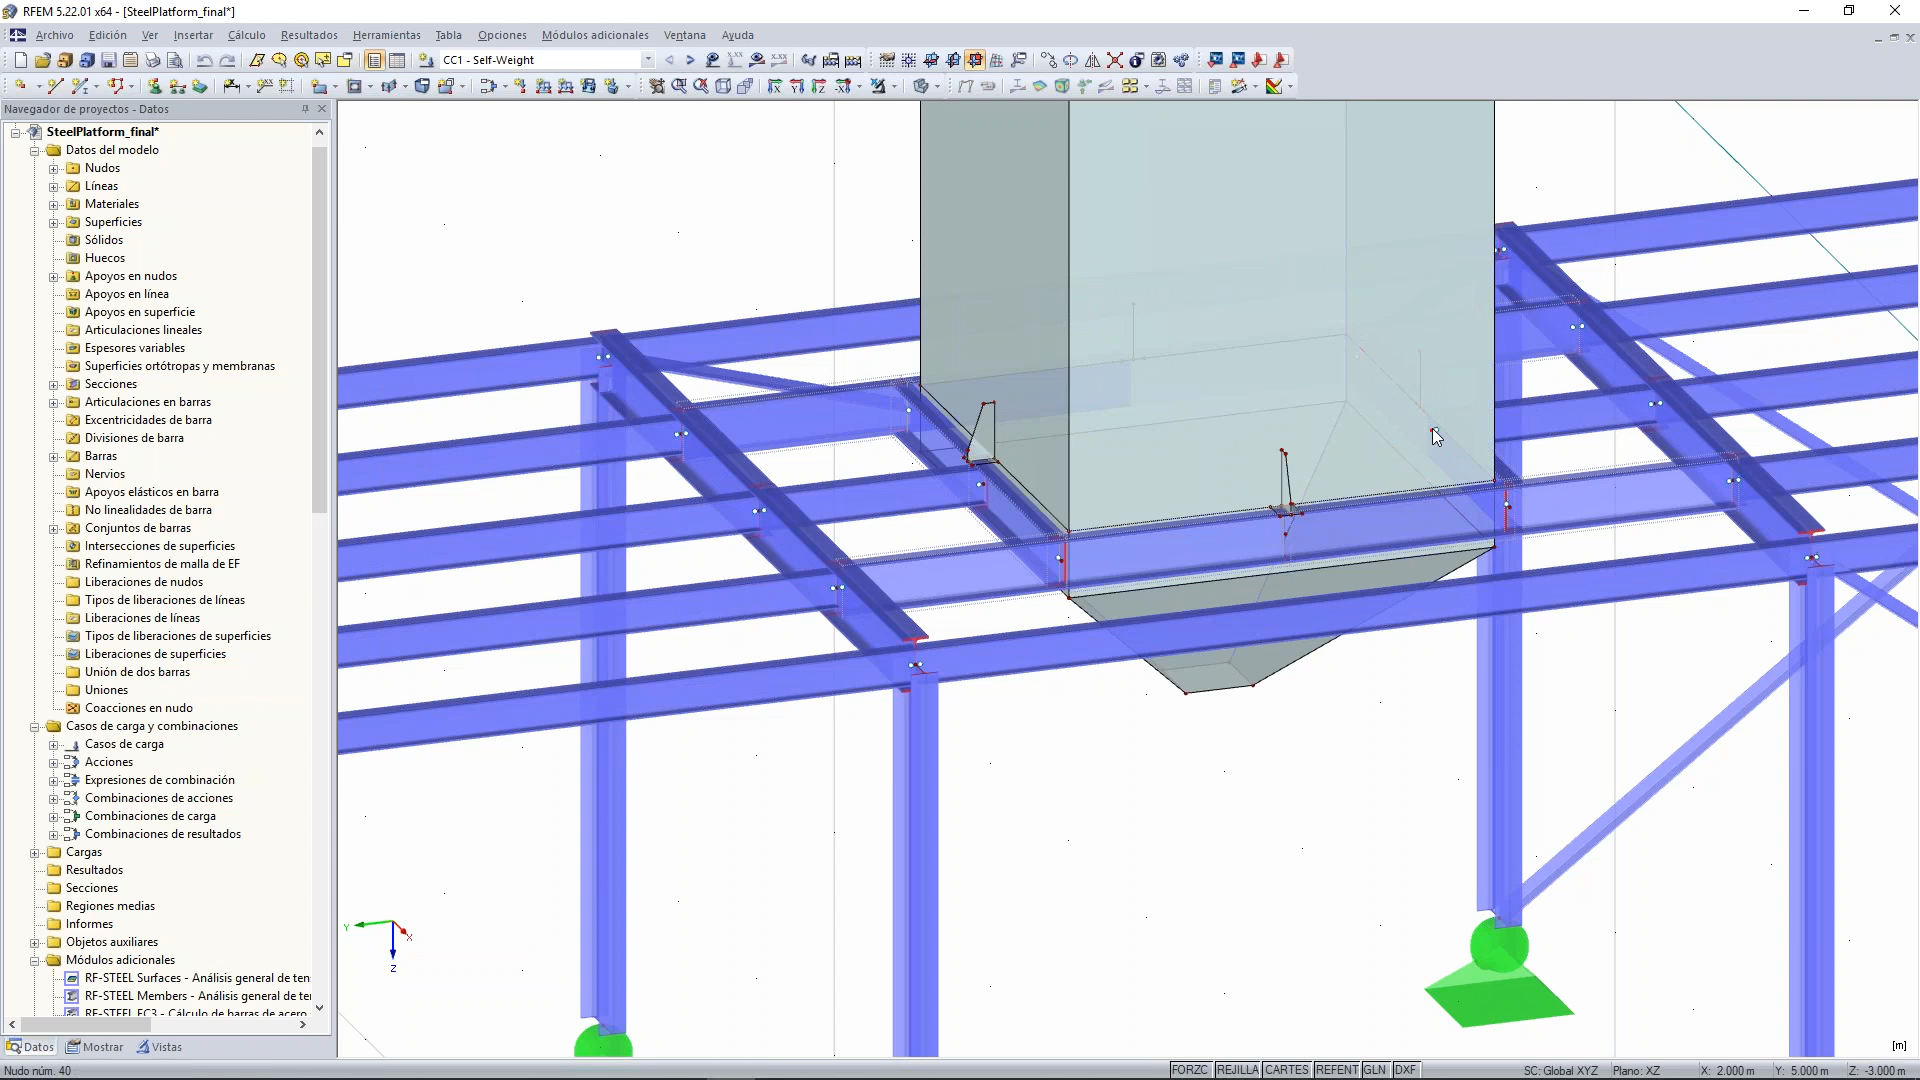 RFEM 5.22.01 x64 - [SteelPlatform_final*]
Archivo Edición Ver Insertar Cálculo Resultados Herramientas Tabla Opciones Módulos adicionales Ventana Ayuda
CC1 - Self-Weight
Navegador de proyectos - Datos
SteelPlatform_final*
Datos del modelo
Nudos
Líneas
Materiales
Superficies
Sólidos
Huecos
Apoyos en nudos
Apoyos en línea
Apoyos en superficie
Articulaciones lineales
Espesores variables
Superficies ortótropas y membranas
Secciones
Articulaciones en barras
Excentricidades de barra
Divisiones de barra
Barras
Nervios
Apoyos elásticos en barra
No linealidades de barra
Conjuntos de barras
Intersecciones de superficies
Refinamientos de malla de EF
Liberaciones de nudos
Tipos de liberaciones de líneas
Liberaciones de líneas
Tipos de liberaciones de superficies
Liberaciones de superficies
Unión de dos barras
Uniones
Coacciones en nudo
Casos de carga y combinaciones
Casos de carga
Acciones
Expresiones de combinación
Combinaciones de acciones
Combinaciones de carga
Combinaciones de resultados
Cargas
Resultados
Secciones
Regiones medias
Informes
Objetos auxiliares
Módulos adicionales
RF-STEEL Surfaces - Análisis general de ten
RF-STEEL Members - Análisis general de te
RF-STEEL EC3 - Cálculo de barras de acero
Datos Mostrar Vistas
Y X
Z
[m]
Nudo núm. 40
FORZC REJILLA CARTES REFENT GLN DXF SC: Global XYZ Plano: XZ X: 2.000 m Y: 5.000 m Z: -3.000 m